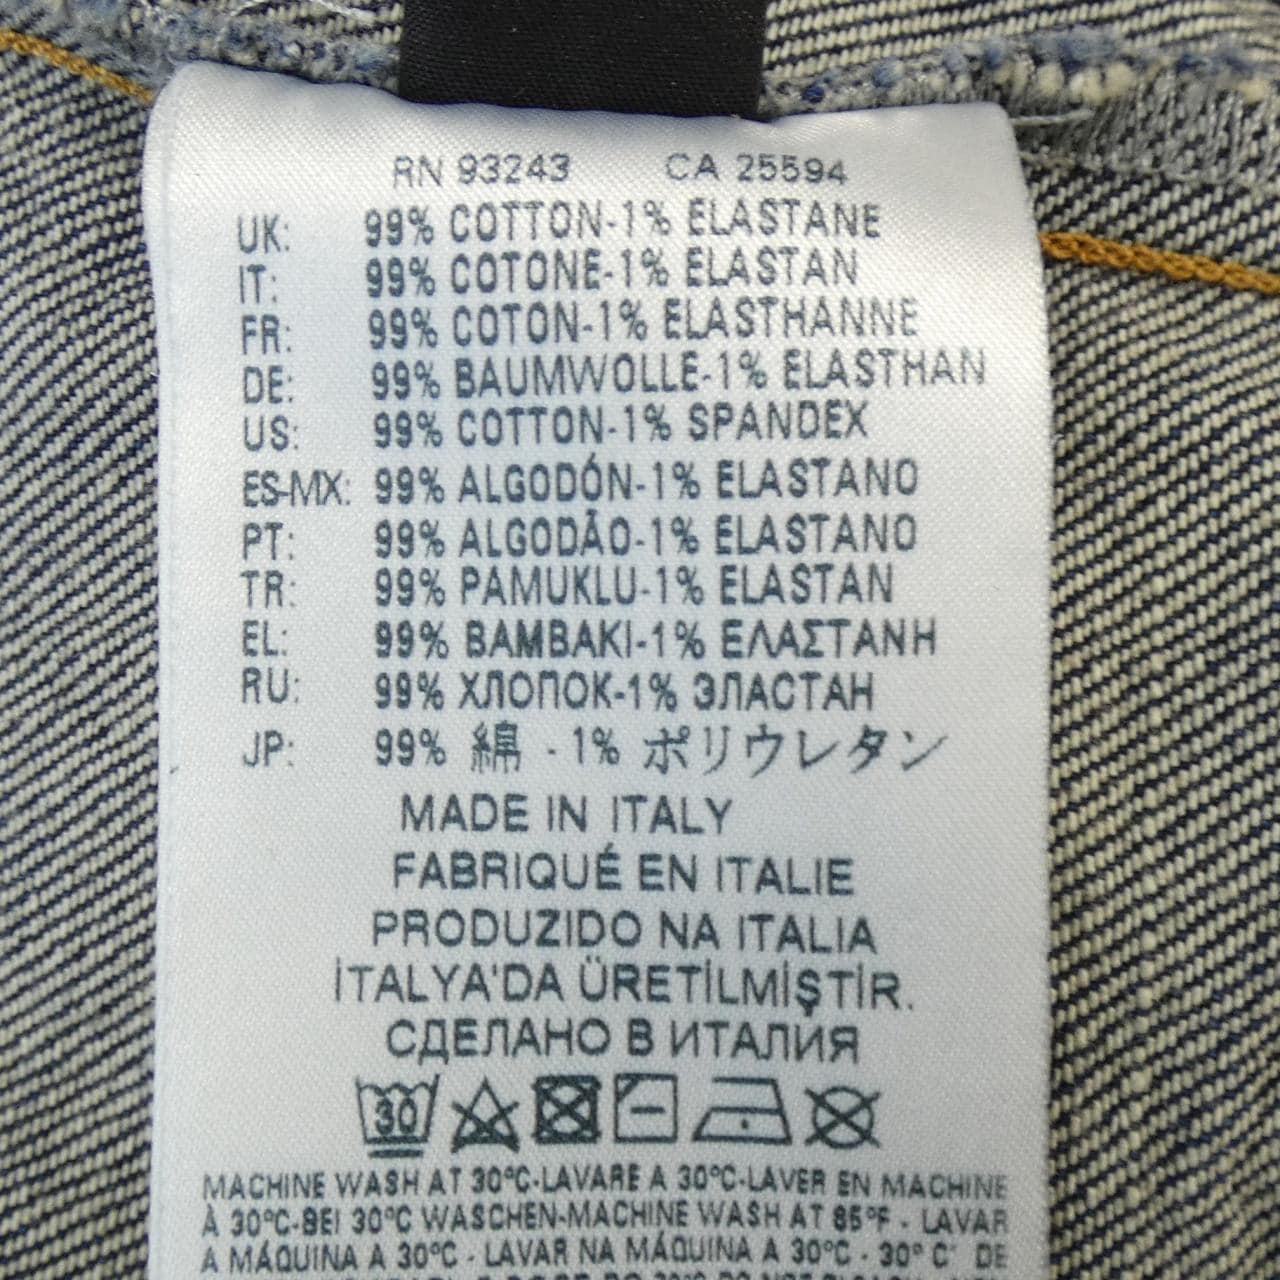 RN 93243 CA 25594
UK: 99% COTTON-1% ELASTANE
IT: 99% COTONE-1% ELASTAN
FR: 99% COTON-1% ELASTHANNE
DE: 99% BAUMWOLLE-1% ELASTHAN
US: 99% COTTON-1% SPANDEX
ES-MX: 99% ALGODÓN-1% ELASTANO
PT: 99% ALGODÃO-1% ELASTANO
TR: 99% PAMUKLU-1% ELASTAN
EL: 99% ΒΑΜΒΑΚΙ-1% ΕΛΑΣΤΑΝΗ
RU: 99% ХЛОПОК-1% ЭЛАСТАН
JP: 99% 綿 - 1% ポリウレタン
MADE IN ITALY
FABRIQUÉ EN ITALIE
PRODUZIDO NA ITALIA
İTALYA'DA ÜRETİLMİŞTİR.
СДЕЛАНО В ИТАЛИЯ
30
MACHINE WASH AT 30°C-LAVARE A 30°C-LAVER EN MACHINE
À 30°C-BEI 30°C WASCHEN-MACHINE WASH AT 85°F - LAVAR
A MÁQUINA A 30°C - LAVAR NA MÁQUINA A 30°C - 30° C' DE